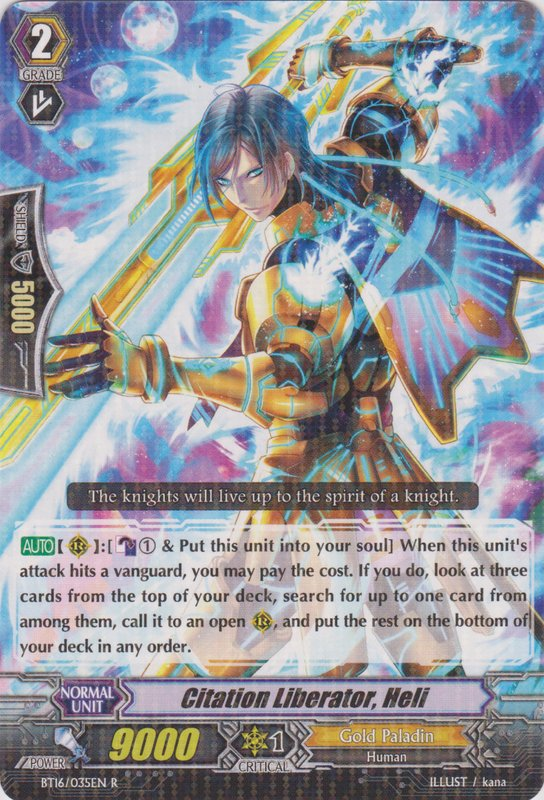 2
GRADE
SHIELD
5000
The knights will live up to the spirit of a knight.
AUTO【 R 】:[ ① & Put this unit into your soul] When this unit's
attack hits a vanguard, you may pay the cost. If you do, look at three
cards from the top of your deck, search for up to one card from
among them, call it to an open R, and put the rest on the bottom of
your deck in any order.
NORMAL
UNIT
Citation Liberator, Heli
POWER
9000
1
CRITICAL
Gold Paladin
Human
BT16/035EN R
ILLUST / kana